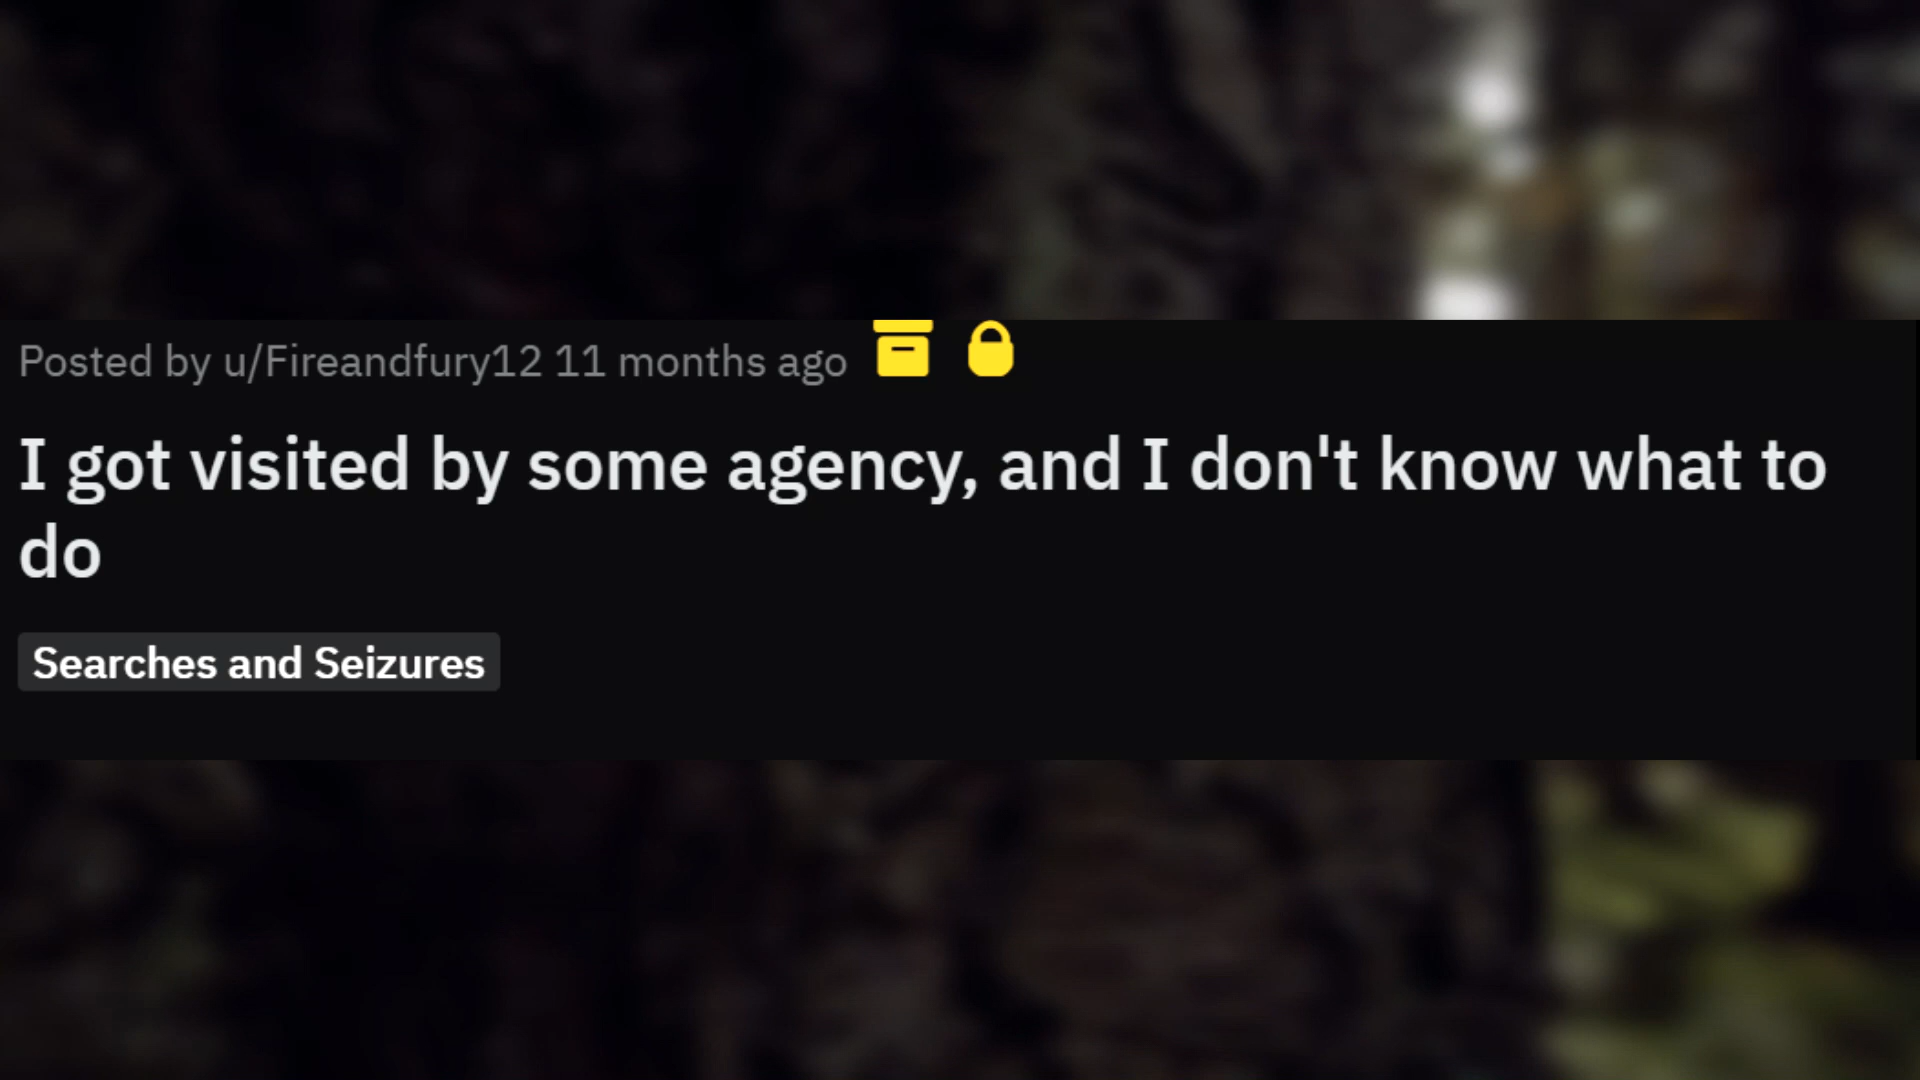 Posted by u/Fireandfury12 11 months ago
I got visited by some agency, and I don't know what to
do
Searches and Seizures